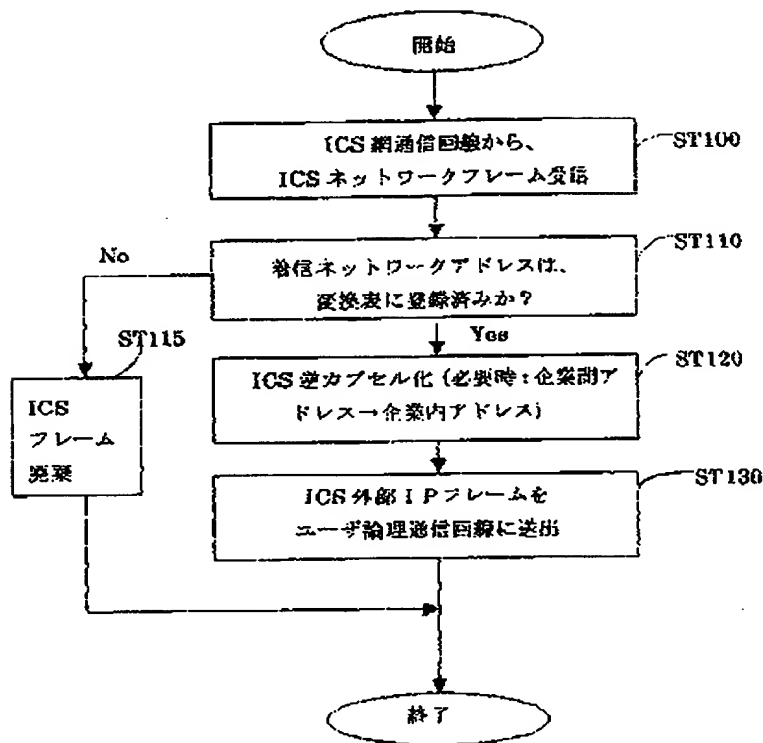 開始
ICS 網通信回線から、
ICS ネットワークフレーム受信
ST100
着信ネットワークアドレスは、
変換表に登録済みか？
ST110
No
Yes
ST115
ICS
フレーム
廃棄
ICS 逆カプセル化（必要時：企業間ア
ドレス→企業内アドレス）
ST120
ICS 外部 IP フレームを
ユーザ論理通信回線に送出
ST130
終了